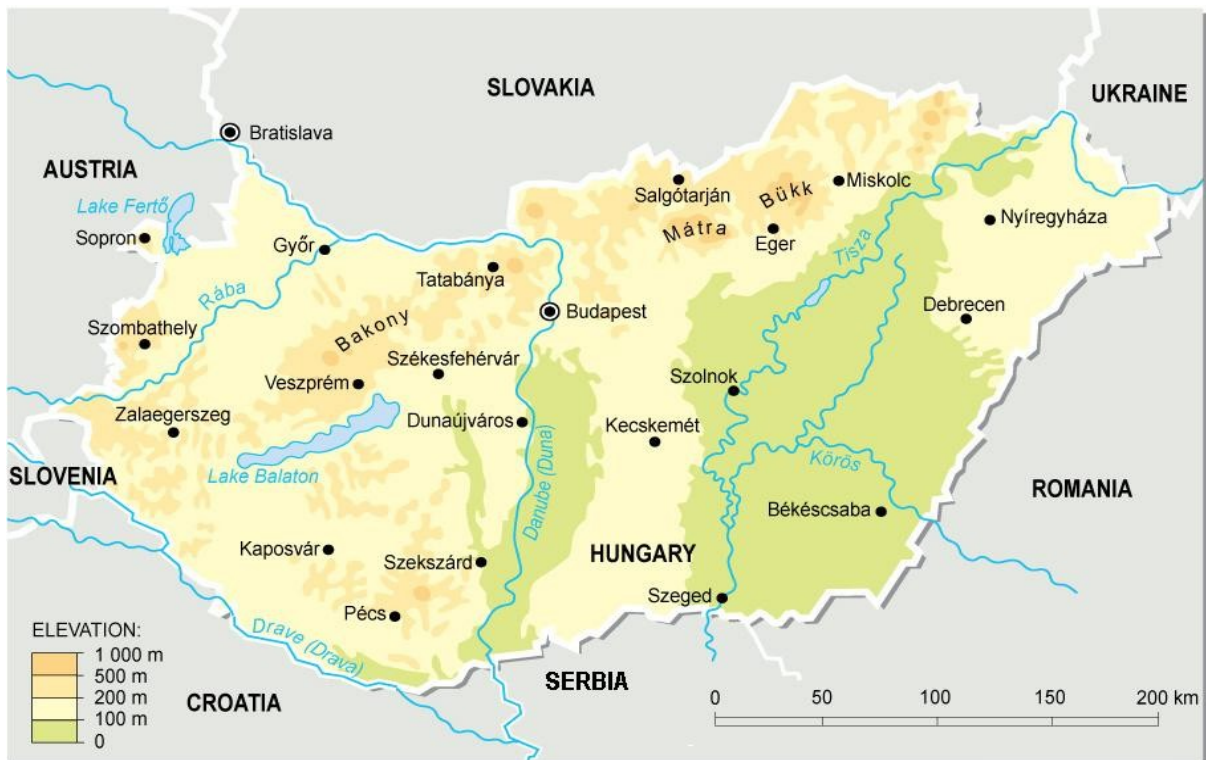 SLOVAKIA
UKRAINE
Bratislava
AUSTRIA
Lake Fertő
Sopron
Győr
Salgótarján
Bükk
Miskolc
Mátra
Eger
Nyíregyháza
Tisza
Rába
Tatabánya
Budapest
Debrecen
Szombathely
Bakony
Székesfehérvár
Veszprém
Szolnok
Zalaegerszeg
Dunaújváros
Kecskemét
Lake Balaton
Danube (Duna)
Körös
SLOVENIA
ROMANIA
Békéscsaba
Kaposvár
Szekszárd
HUNGARY
Pécs
Szeged
Drave (Drava)
SERBIA
CROATIA
ELEVATION:
1 000 m
500 m
200 m
100 m
0
0 50 100 150 200 km